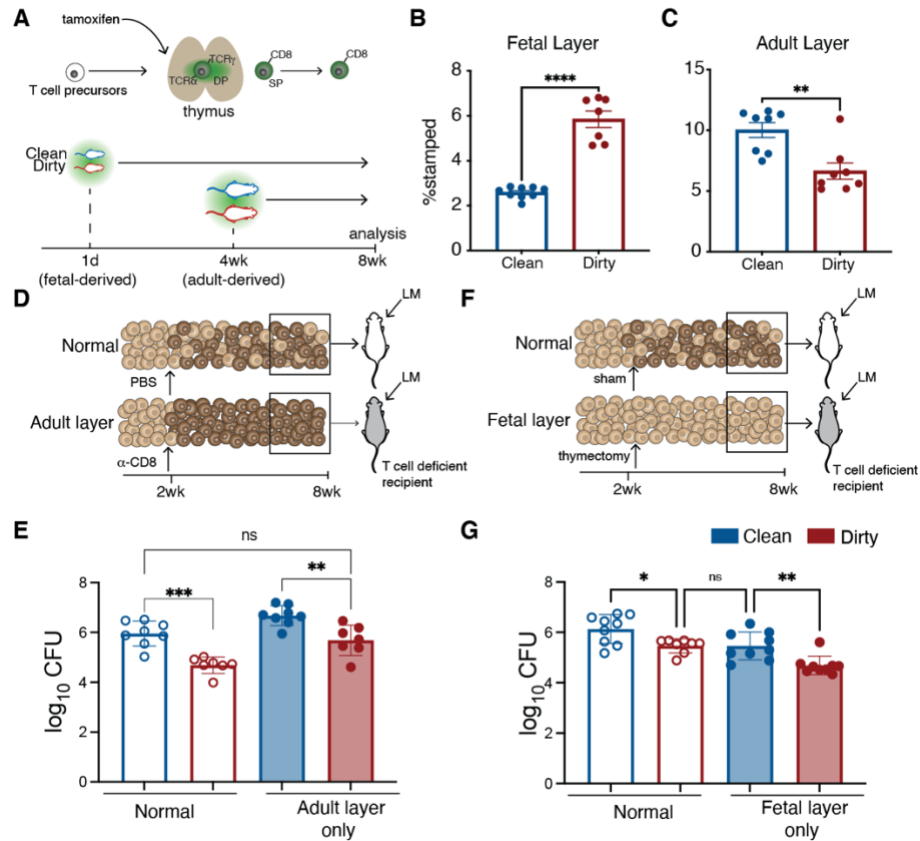 A
tamoxifen
T cell precursors
TCRα
TCRγ
DP
thymus
CD8
SP
CD8
Clean
Dirty
analysis
1d
(fetal-derived)
4wk
(adult-derived)
8wk
B
Fetal Layer
****
%stamped
8
6
4
2
0
Clean
Dirty
C
Adult Layer
**
15
10
5
0
Clean
Dirty
D
Normal
PBS
LM
Adult layer
α-CD8
LM
T cell deficient
recipient
2wk
8wk
F
Normal
sham
LM
Fetal layer
thymectomy
LM
T cell deficient
recipient
2wk
8wk
E
ns
***
**
log10 CFU
8
6
4
2
0
Normal
Adult layer
only
G
Clean
Dirty
*
ns
**
log10 CFU
8
6
4
2
0
Normal
Fetal layer
only